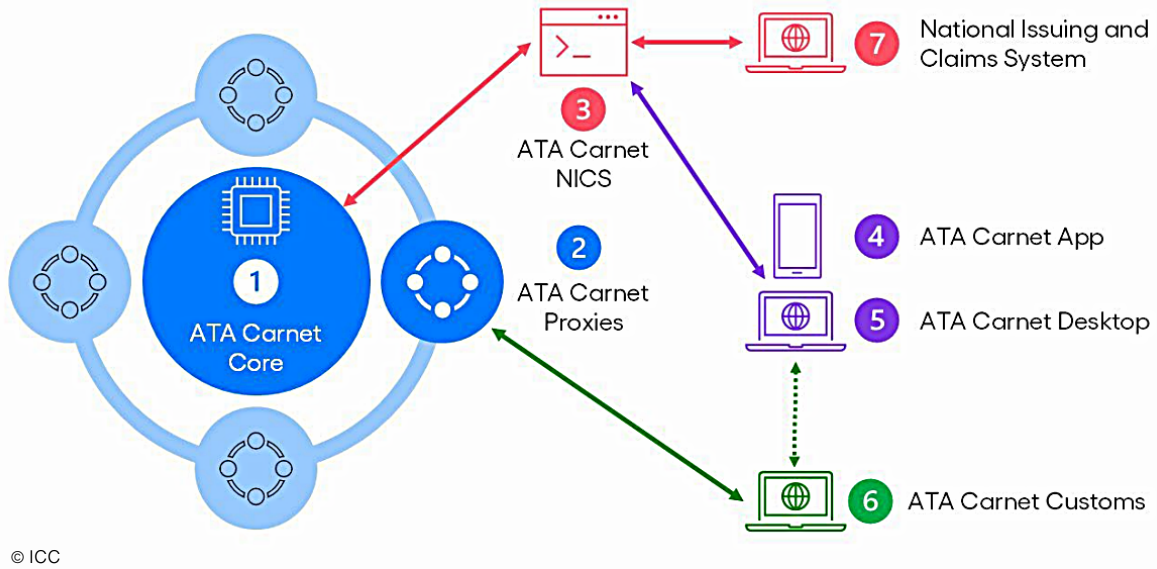 1
ATA Carnet
Core
2
ATA Carnet
Proxies
3
ATA Carnet
NICS
7
National Issuing and
Claims System
4
ATA Carnet App
5
ATA Carnet Desktop
6
ATA Carnet Customs
© ICC